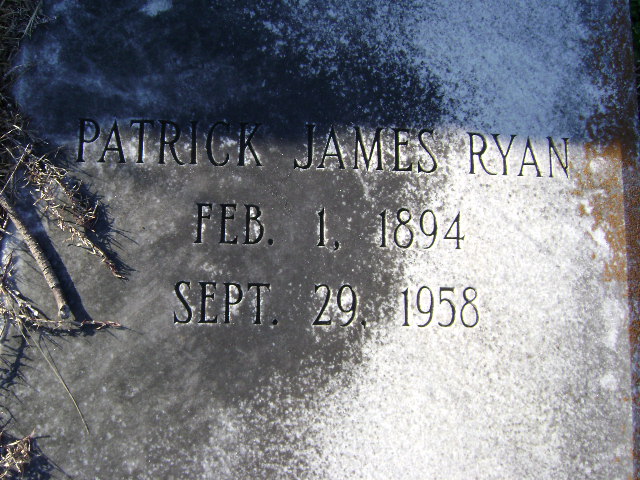 PATRICK JAMES RYAN
FEB. 1, 1894
SEPT. 29, 1958